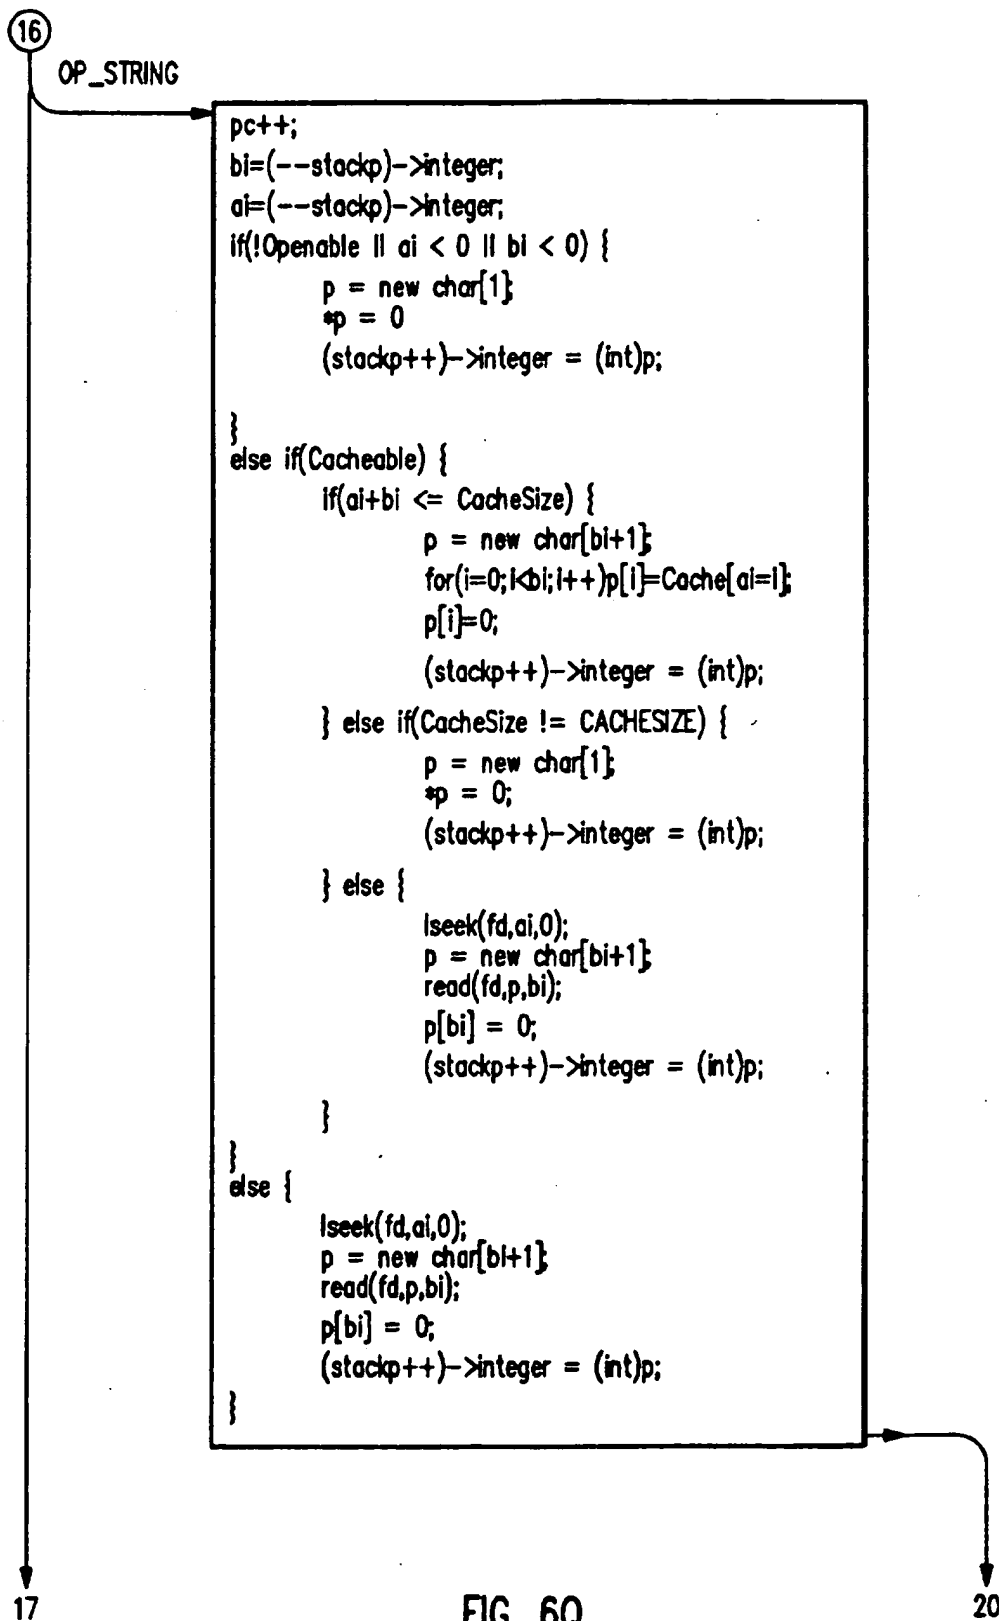 16
OP_STRING
pc++;
bi=(--stackp)->integer;
ai=(--stackp)->integer;
if(!Openable || ai < 0 || bi < 0) {
p = new char[1];
*p = 0
(stackp++)->integer = (int)p;
}
else if(Cacheable) {
if(ai+bi <= CacheSize) {
p = new char[bi+1];
for(i=0;i<bi;i++)p[i]=Cache[ai=i];
p[i]=0;
(stackp++)->integer = (int)p;
} else if(CacheSize != CACHESIZE) {
p = new char[1];
*p = 0;
(stackp++)->integer = (int)p;
} else {
lseek(fd,ai,0);
p = new char[bi+1];
read(fd,p,bi);
p[bi] = 0;
(stackp++)->integer = (int)p;
}
}
else {
lseek(fd,ai,0);
p = new char[bi+1];
read(fd,p,bi);
p[bi] = 0;
(stackp++)->integer = (int)p;
}
17
20